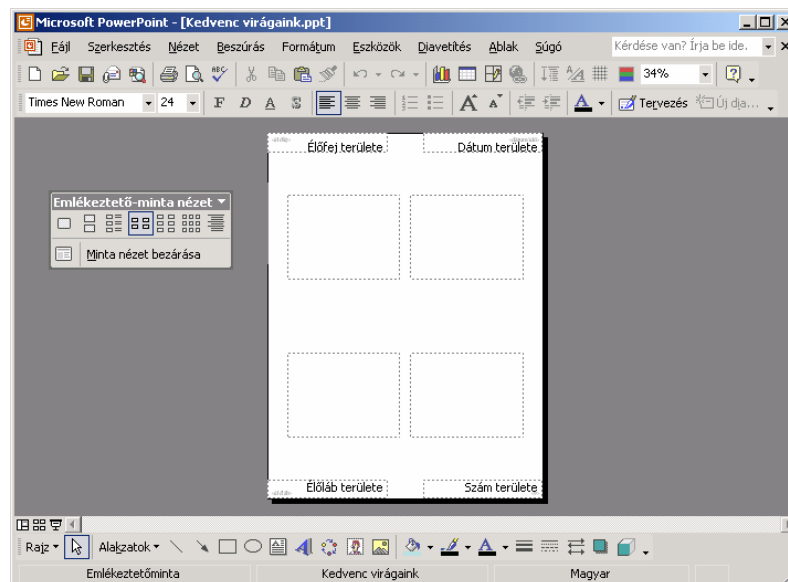 Microsoft PowerPoint - [Kedvenc virágaink.ppt]
Fájl Szerkesztés Nézet Beszúrás Formátum Eszközök Diavetítés Ablak Súgó Kérdése van? Írja be ide.
34%
Times New Roman 24 F D A S A A A Tervezés Új dia...
Élőfej területe Dátum területe
Emlékeztető-minta nézet
Minta nézet bezárása
Élőláb területe Szám területe
Rajz Alakzatok
Emlékeztetőminta Kedvenc virágaink Magyar